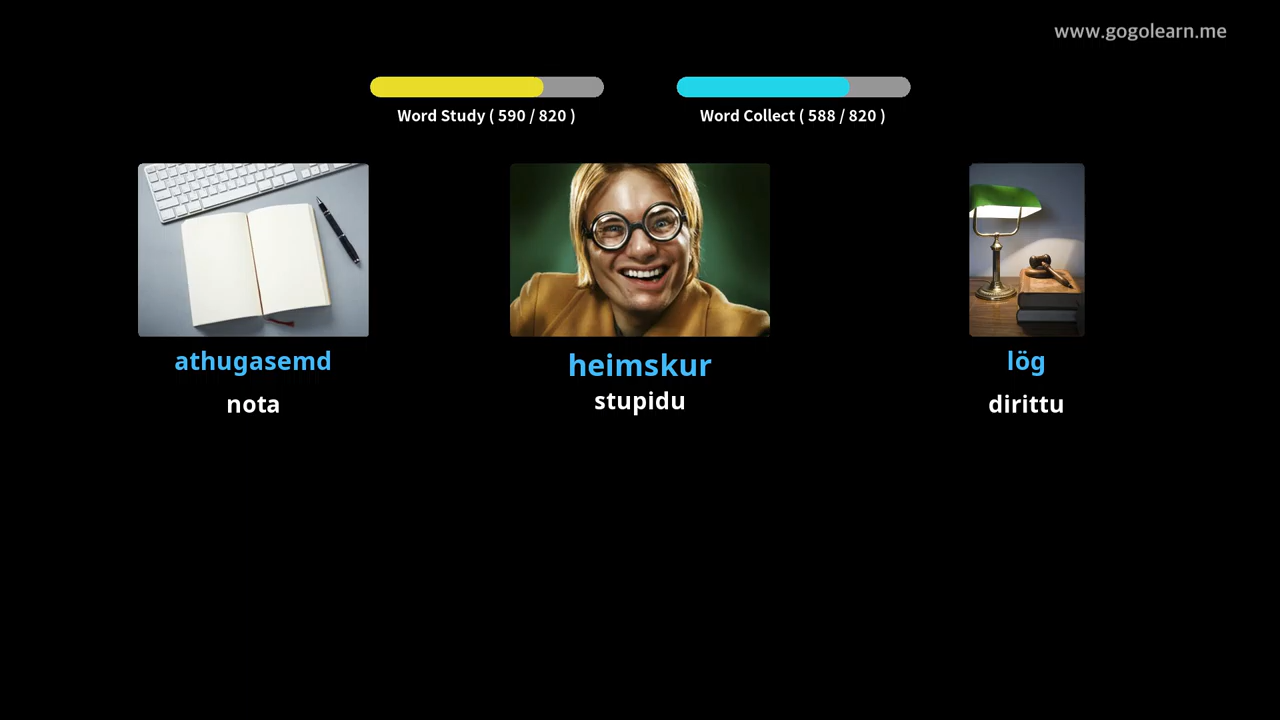 www.gogolearn.me
Word Study ( 590 / 820 )
Word Collect ( 588 / 820 )
athugasemd
nota
heimskur
stupidu
lög
dirittu